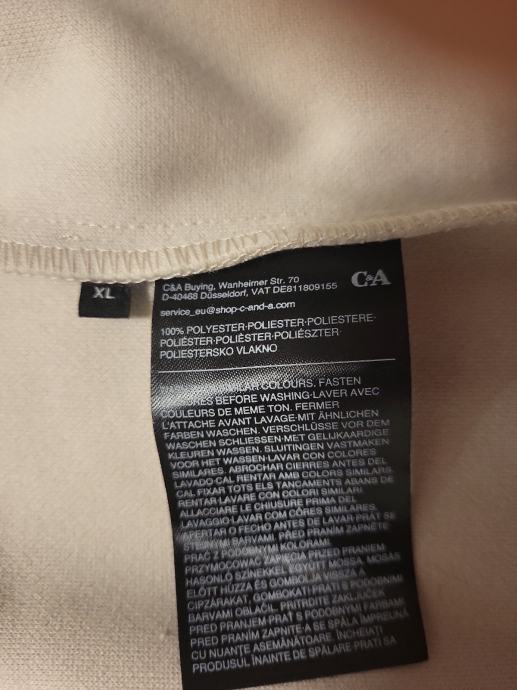 XL
C&A Buying, Wanheimer Str. 70
D-40468 Düsseldorf, VAT DE811809155
C&A
service_eu@shop-c-and-a.com
100% POLYESTER·POLIESTER·POLIESTERE·
POLIÉSTER·POLIÈSTER·POLIÉSZTER·
POLIESTERSKO VLAKNO
SIMILAR COLOURS. FASTEN
BEFORE WASHING·LAVER AVEC
COULEURS DE MEME TON. FERMER
L'ATTACHE AVANT LAVAGE·MIT ÄHNLICHEN
FARBEN WASCHEN. VERSCHLÜSSE VOR DEM
WASCHEN SCHLIESSEN·MET GELIJKAARDIGE
KLEUREN WASSEN. SLUITINGEN VASTMAKEN
VOOR HET WASSEN·LAVAR CON COLORES
SIMILARES. ABROCHAR CIERRES ANTES DEL
LAVADO·CAL RENTAR AMB COLORS SIMILARS.
CAL FIXAR TOTS ELS TANCAMENTS ABANS DE
RENTAR·LAVARE CON COLORI SIMILARI.
ALLACCIARE LE CHIUSURE PRIMA DEL
LAVAGGIO·LAVAR COM CÔRES SIMILARES.
APERTAR O FECHO ANTES DE LAVAR·PRÁT SE
STEJNÝMI BARVAMI. PŘED PRANÍM ZAPNĚTE·
PRAĆ Z PODOBNYMI KOLORAMI.
PRZYMOCOWAĆ ZAPIĘCIA PRZED PRANIEM·
HASONLÓ SZÍNEKKEL EGYÜTT MOSSA. MOSÁS
ELŐTT HÚZZA ÉS GOMBOLJA VISSZA A
CIPZÁRAKAT, GOMBOKAT·PRATI S PODOBNIMI
BARVAMI OBLAČIL. PRITRDITE ZAKLJUČEK
PRED PRANJEM·PRAŤ S PODOBNÝMI FARBAMI.
PRED PRANÍM ZAPNITE·A SE SPĂLA ÎMPREUNĂ
CU NUANŢE ASEMĂNĂTOARE. ÎNCHEIAŢI
PRODUSUL ÎNAINTE DE SPĂLARE·PRATI SA